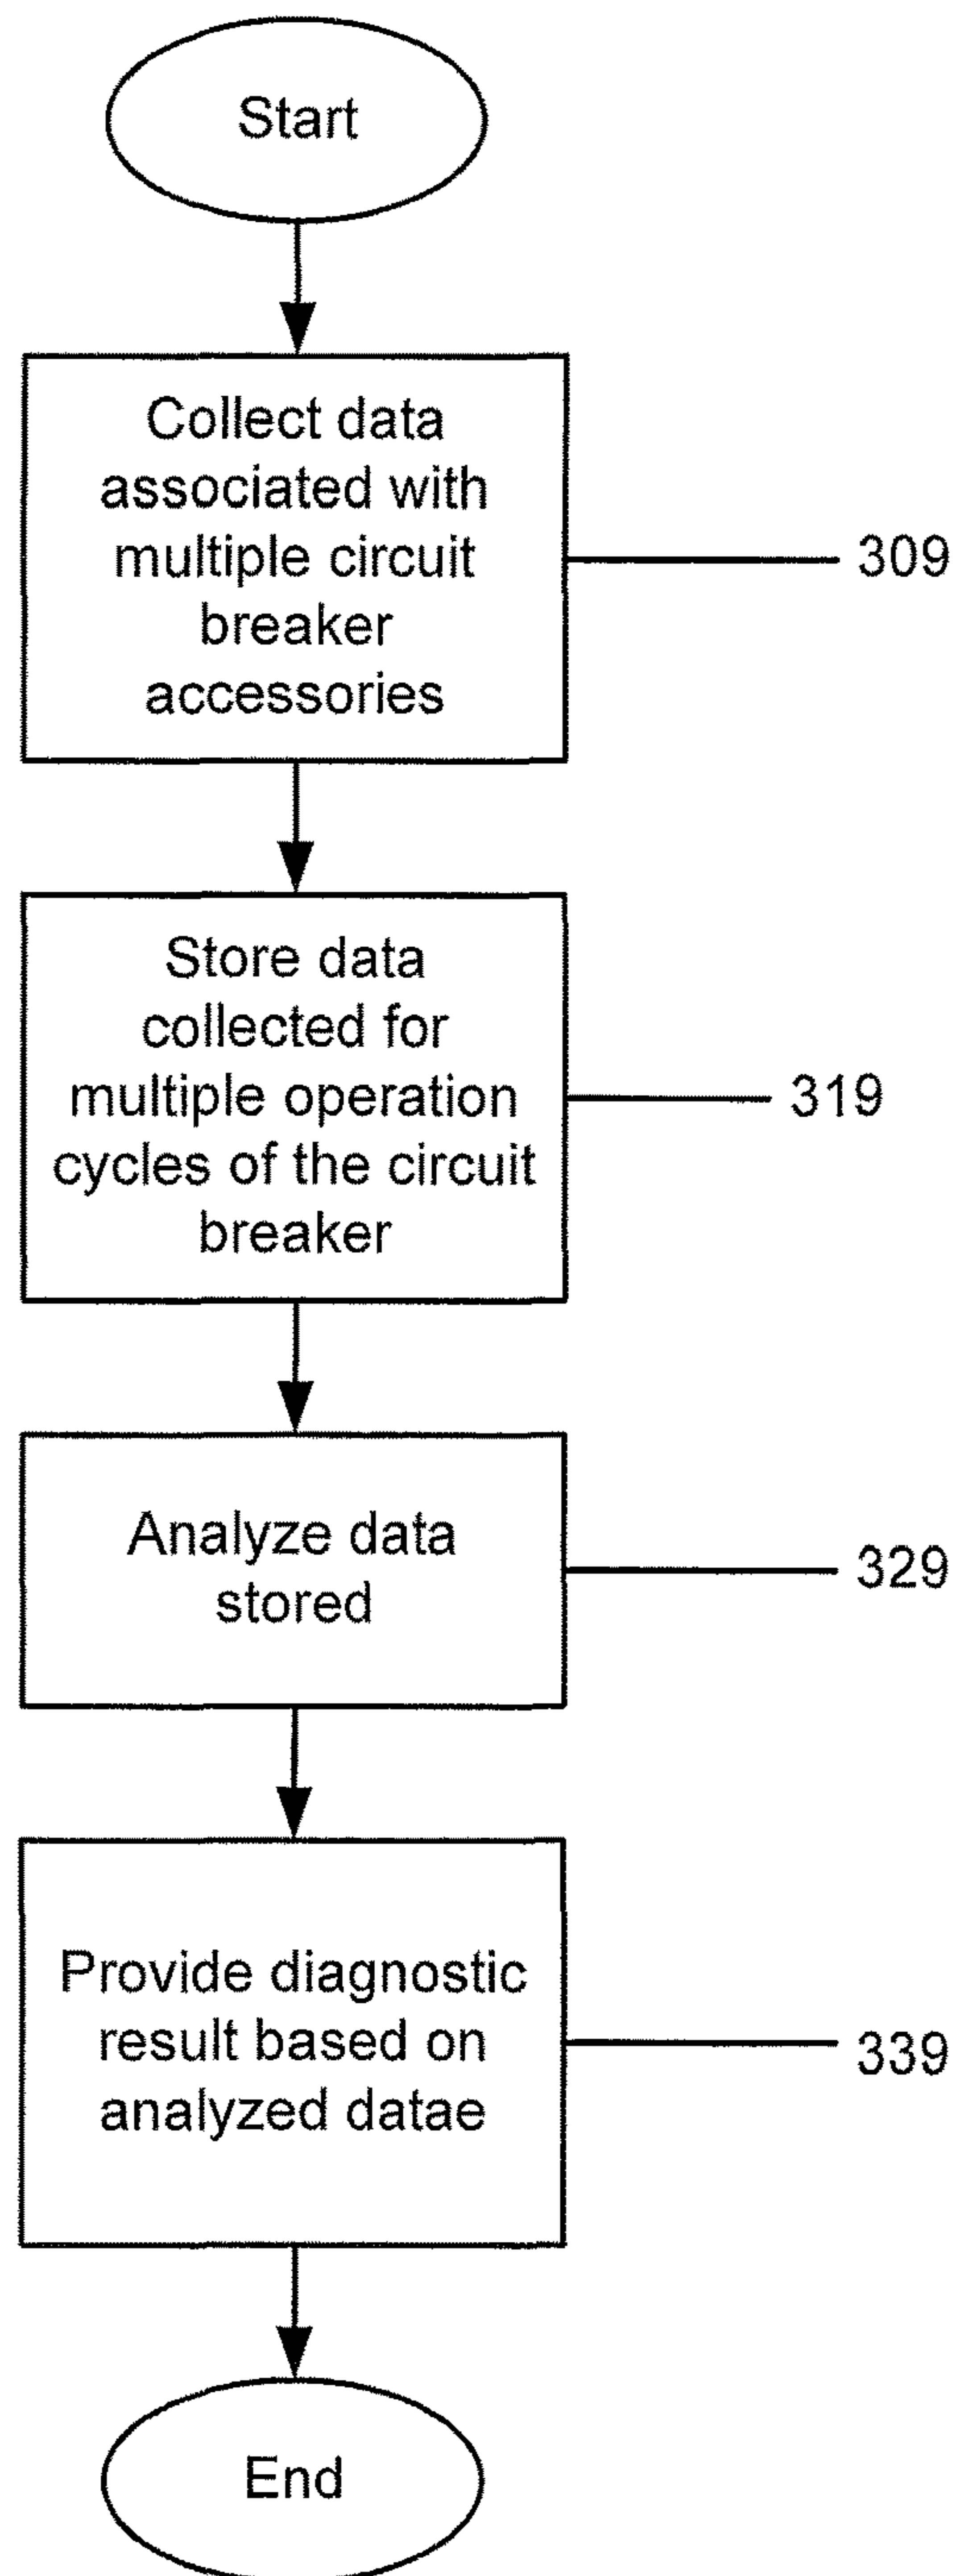 Start
Collect data
associated with
multiple circuit
breaker
accessories
309
Store data
collected for
multiple operation
cycles of the circuit
breaker
319
Analyze data
stored
329
Provide diagnostic
result based on
analyzed datae
339
End